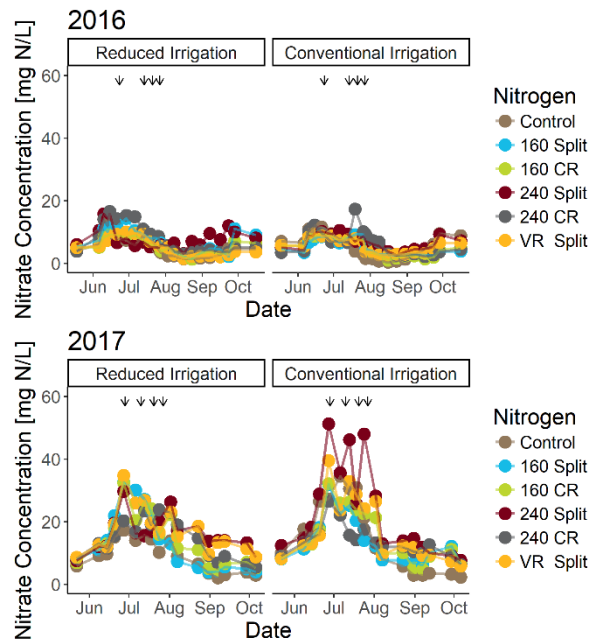 2016
Reduced Irrigation Conventional Irrigation
Nitrate Concentration [mg N/L]
60
40
20
0
Jun Jul Aug Sep Oct Jun Jul Aug Sep Oct
Date
Nitrogen
Control
160 Split
160 CR
240 Split
240 CR
VR Split
2017
Reduced Irrigation Conventional Irrigation
Nitrate Concentration [mg N/L]
60
40
20
0
Jun Jul Aug Sep Oct Jun Jul Aug Sep Oct
Date
Nitrogen
Control
160 Split
160 CR
240 Split
240 CR
VR Split